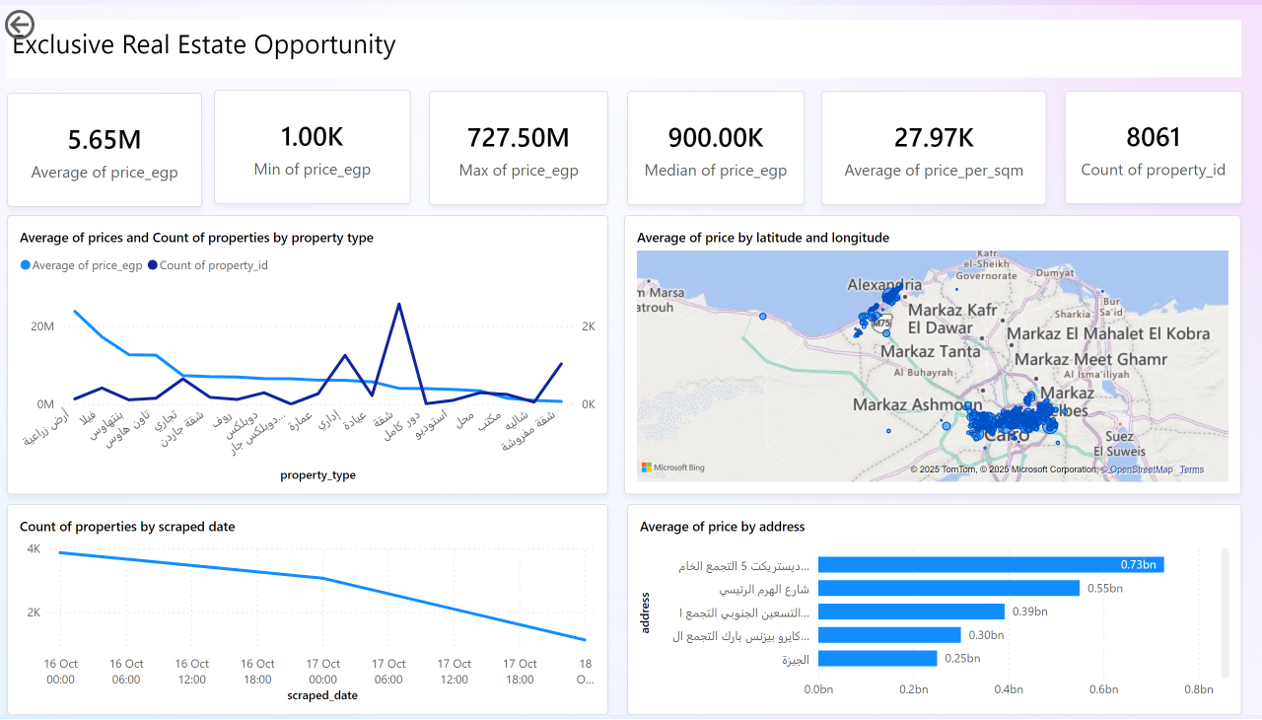 Exclusive Real Estate Opportunity
5.65M
Average of price_egp
1.00K
Min of price_egp
727.50M
Max of price_egp
900.00K
Median of price_egp
27.97K
Average of price_per_sqm
8061
Count of property_id
Average of prices and Count of properties by property type
Average of price_egp Count of property_id
20M
0M
2K
0K
أرض زراعية
فيلا
بنتهاوس
تاون هاوس
تجاري
شقة جاردن
روف
دوبلكس
دوبلكس جار...
عمارة
إداري
عيادة
شقة
دور كامل
استوديو
محل
مكتب
شاليه
شقة مفروشة
property_type
Average of price by latitude and longitude
Kafr
el-Sheikh
Governorate
Dumyat
Alexandria
m Marsa
atrouh
Bur
Sa'id
Sharkia
Markaz Kafr
El Dawar
M75
Markaz El Mahalet El Kobra
Markaz Tanta
Markaz Meet Ghamr
Al Buhayrah
Al Isma'iliyah
Markaz
elbes
Markaz Ashmoon
Cairo
Suez
El Suweis
Microsoft Bing
© 2025 TomTom, © 2025 Microsoft Corporation, © OpenStreetMap Terms
Count of properties by scraped date
4K
2K
16 Oct
00:00
16 Oct
06:00
16 Oct
12:00
16 Oct
18:00
17 Oct
00:00
17 Oct
06:00
17 Oct
12:00
17 Oct
18:00
18
O...
scraped_date
Average of price by address
address
ديستريكت 5 التجمع الخام...
0.73bn
شارع الهرم الرئيسي
0.55bn
التسعين الجنوبي التجمع ا...
0.39bn
كايرو بيزنس بارك التجمع ال...
0.30bn
الجيزة
0.25bn
0.0bn 0.2bn 0.4bn 0.6bn 0.8bn